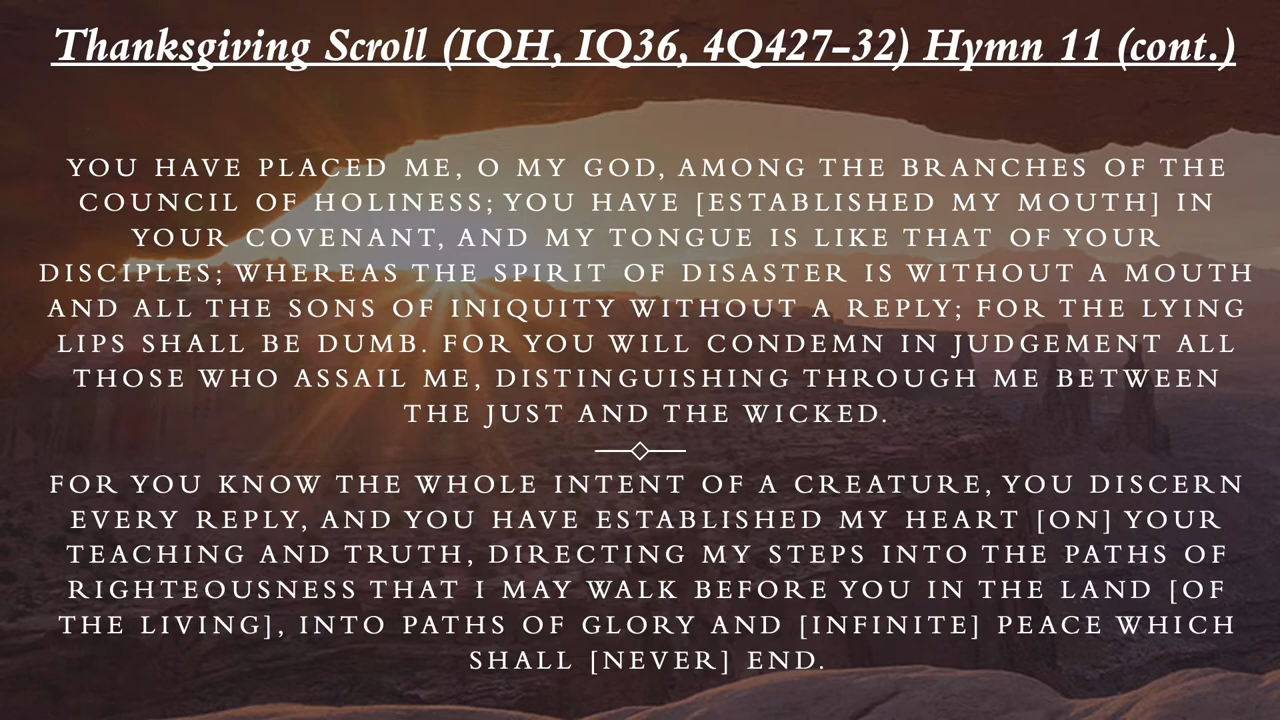 Thanksgiving Scroll (IQH, IQ36, 4Q427–32) Hymn 11 (cont.)
YOU HAVE PLACED ME, O MY GOD, AMONG THE BRANCHES OF THE
COUNCIL OF HOLINESS; YOU HAVE [ESTABLISHED MY MOUTH] IN
YOUR COVENANT, AND MY TONGUE IS LIKE THAT OF YOUR
DISCIPLES; WHEREAS THE SPIRIT OF DISASTER IS WITHOUT A MOUTH
AND ALL THE SONS OF INIQUITY WITHOUT A REPLY; FOR THE LYING
LIPS SHALL BE DUMB. FOR YOU WILL CONDEMN IN JUDGEMENT ALL
THOSE WHO ASSAIL ME, DISTINGUISHING THROUGH ME BETWEEN
THE JUST AND THE WICKED.
FOR YOU KNOW THE WHOLE INTENT OF A CREATURE, YOU DISCERN
EVERY REPLY, AND YOU HAVE ESTABLISHED MY HEART [ON] YOUR
TEACHING AND TRUTH, DIRECTING MY STEPS INTO THE PATHS OF
RIGHTEOUSNESS THAT I MAY WALK BEFORE YOU IN THE LAND [OF
THE LIVING], INTO PATHS OF GLORY AND [INFINITE] PEACE WHICH
SHALL [NEVER] END.